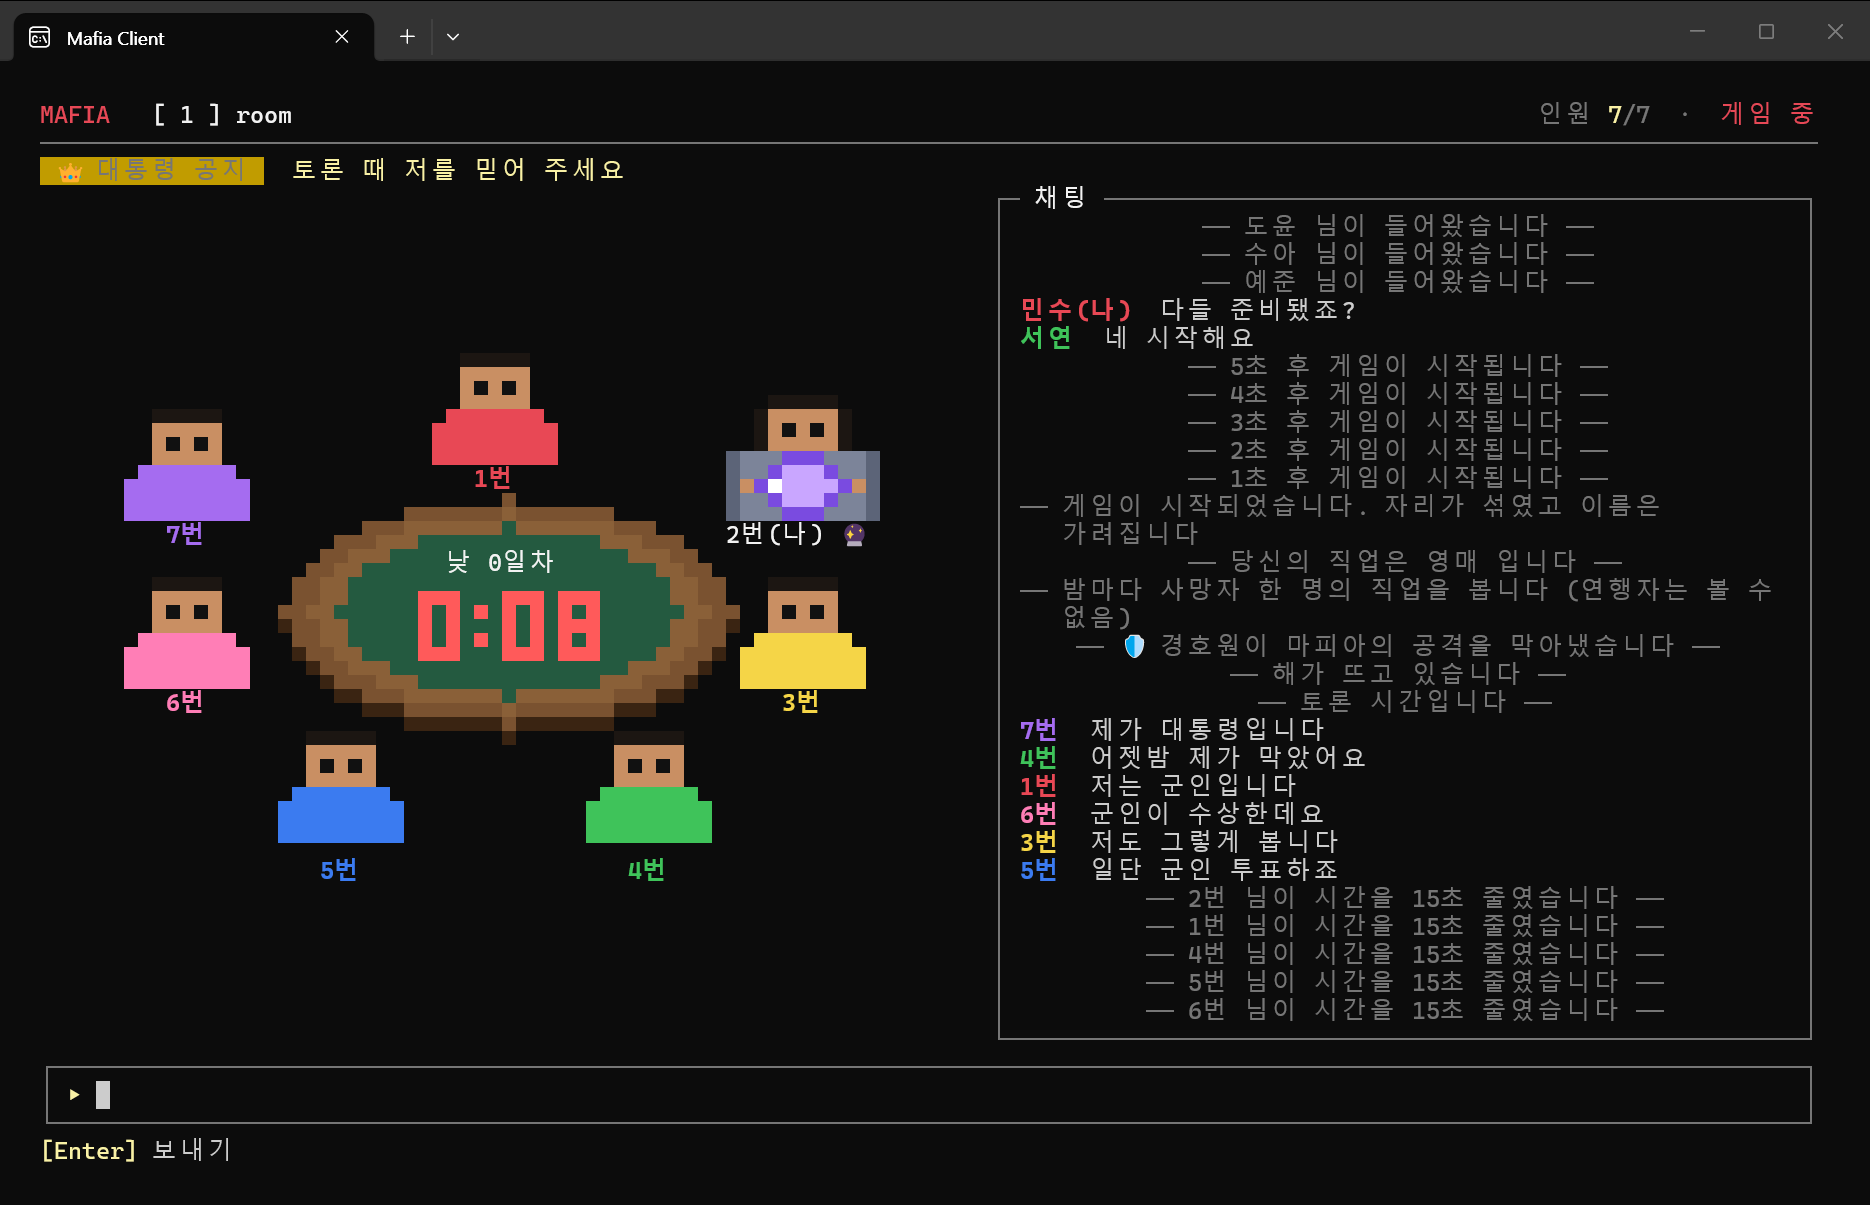 Mafia Client
MAFIA [ 1 ] room
인원 7/7 · 게임 중
대통령 공지 토론 때 저를 믿어 주세요
채팅
── 도윤 님이 들어왔습니다 ──
── 수아 님이 들어왔습니다 ──
── 예준 님이 들어왔습니다 ──
민수(나) 다들 준비됐죠?
서연 네 시작해요
── 5초 후 게임이 시작됩니다 ──
── 4초 후 게임이 시작됩니다 ──
── 3초 후 게임이 시작됩니다 ──
── 2초 후 게임이 시작됩니다 ──
── 1초 후 게임이 시작됩니다 ──
── 게임이 시작되었습니다. 자리가 섞였고 이름은
가려집니다
── 당신의 직업은 영매 입니다 ──
── 밤마다 사망자 한 명의 직업을 봅니다 (연행자는 볼 수
없음)
── 🛡 경호원이 마피아의 공격을 막아냈습니다 ──
── 해가 뜨고 있습니다 ──
── 토론 시간입니다 ──
7번 제가 대통령입니다
4번 어젯밤 제가 막았어요
1번 저는 군인입니다
6번 군인이 수상한데요
3번 저도 그렇게 봅니다
5번 일단 군인 투표하죠
── 2번 님이 시간을 15초 줄였습니다 ──
── 1번 님이 시간을 15초 줄였습니다 ──
── 4번 님이 시간을 15초 줄였습니다 ──
── 5번 님이 시간을 15초 줄였습니다 ──
── 6번 님이 시간을 15초 줄였습니다 ──
1번
7번
2번(나)
낮 0일차
0:08
6번
3번
5번
4번
[Enter] 보내기